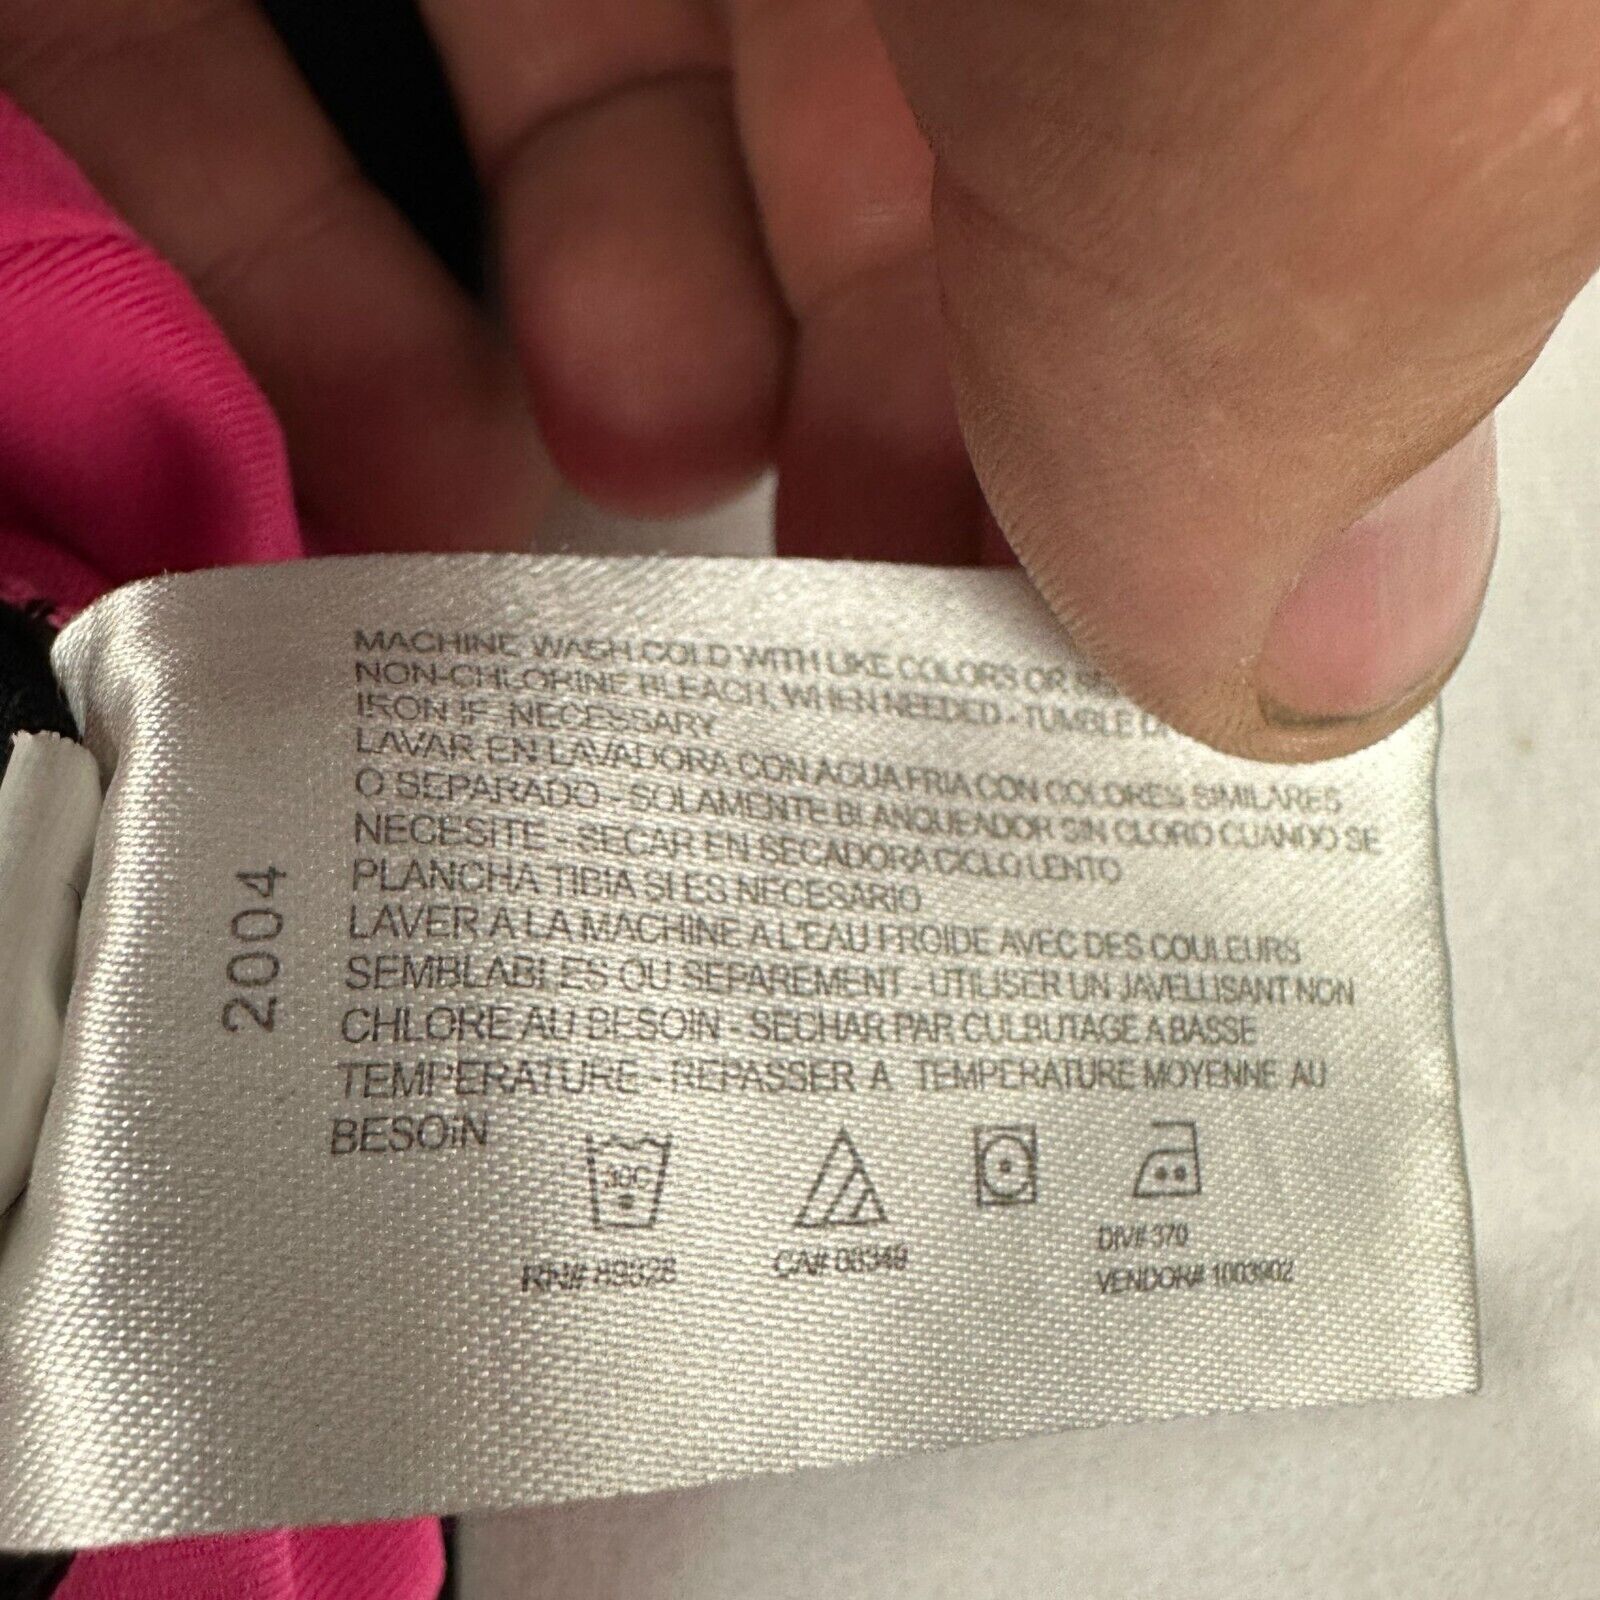 MACHINE WASH COLD WITH LIKE COLORS OR
NON-CHLORINE BLEACH, WHEN NEEDED - TUMBLE
IRON IF NECESSARY
LAVAR EN LAVADORA CON AGUA FRIA CON COLORES SIMILARES
O SEPARADO - SOLAMENTE BLANQUEADOR SIN CLORO CUANDO SE
NECESITE - SECAR EN SECADORA CICLO LENTO
PLANCHA TIBIA SI ES NECESARIO
LAVER A LA MACHINE A L'EAU FROIDE AVEC DES COULEURS
SEMBLABLES OU SEPAREMENT - UTILISER UN JAVELLISANT NON
CHLORE AU BESOIN - SECHAR PAR CULBUTAGE A BASSE
TEMPERATURE - REPASSER A TEMPERATURE MOYENNE AU
BESOiN
2004
30C
RN#
CA# 08349
DIV# 370
VENDOR# 1003902